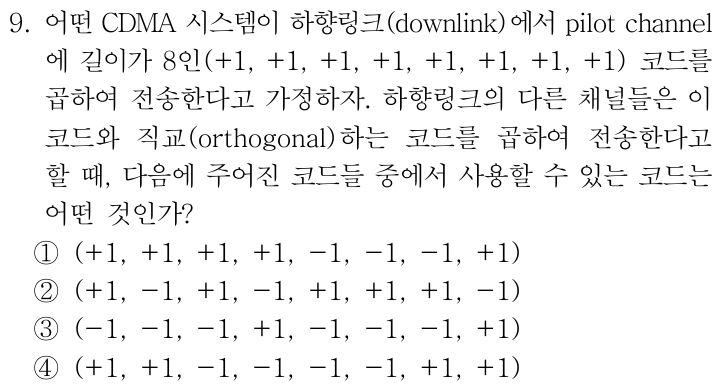 9. 어떤 CDMA 시스템이 하향링크(downlink)에서 pilot channel
에 길이가 8인(+1, +1, +1, +1, +1, +1, +1, +1) 코드를
곱하여 전송한다고 가정하자. 하향링크의 다른 채널들은 이
코드와 직교(orthogonal)하는 코드를 곱하여 전송한다고
할 때, 다음에 주어진 코드들 중에서 사용할 수 있는 코드는
어떤 것인가?
① (+1, +1, +1, +1, −1, −1, −1, +1)
② (+1, −1, +1, −1, +1, +1, +1, −1)
③ (−1, −1, −1, +1, −1, −1, −1, +1)
④ (+1, +1, −1, −1, −1, −1, +1, +1)